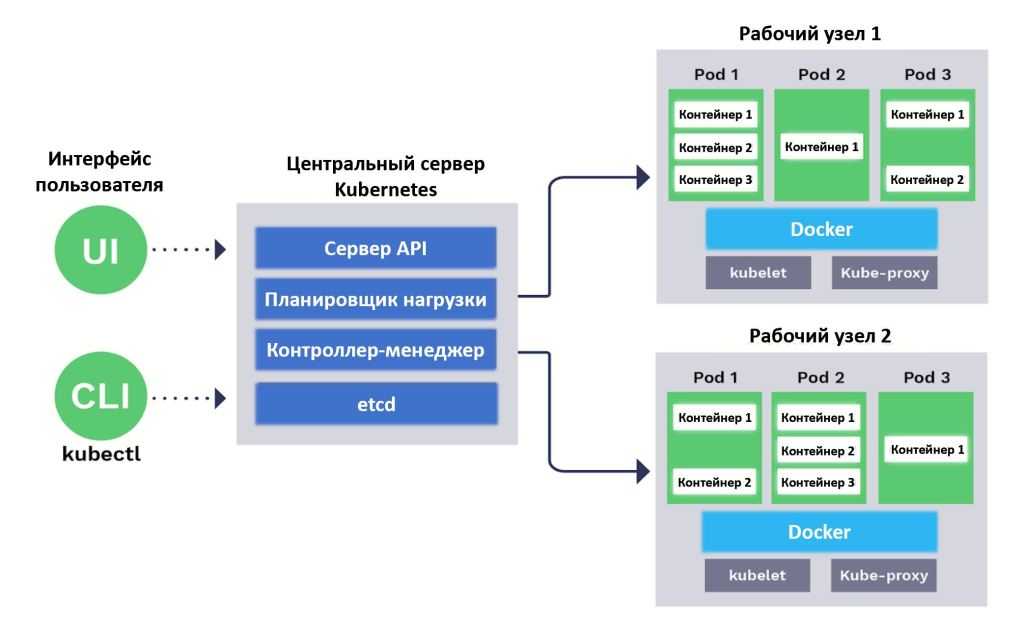 Интерфейс
пользователя
UI
CLI
kubectl
Центральный сервер
Kubernetes
Сервер API
Планировщик нагрузки
Контроллер-менеджер
etcd
Рабочий узел 1
Pod 1
Pod 2
Pod 3
Контейнер 1
Контейнер 2
Контейнер 3
Контейнер 1
Контейнер 1
Контейнер 2
Docker
kubelet
Kube-proxy
Рабочий узел 2
Pod 1
Pod 2
Pod 3
Контейнер 1
Контейнер 2
Контейнер 1
Контейнер 2
Контейнер 3
Контейнер 1
Docker
kubelet
Kube-proxy